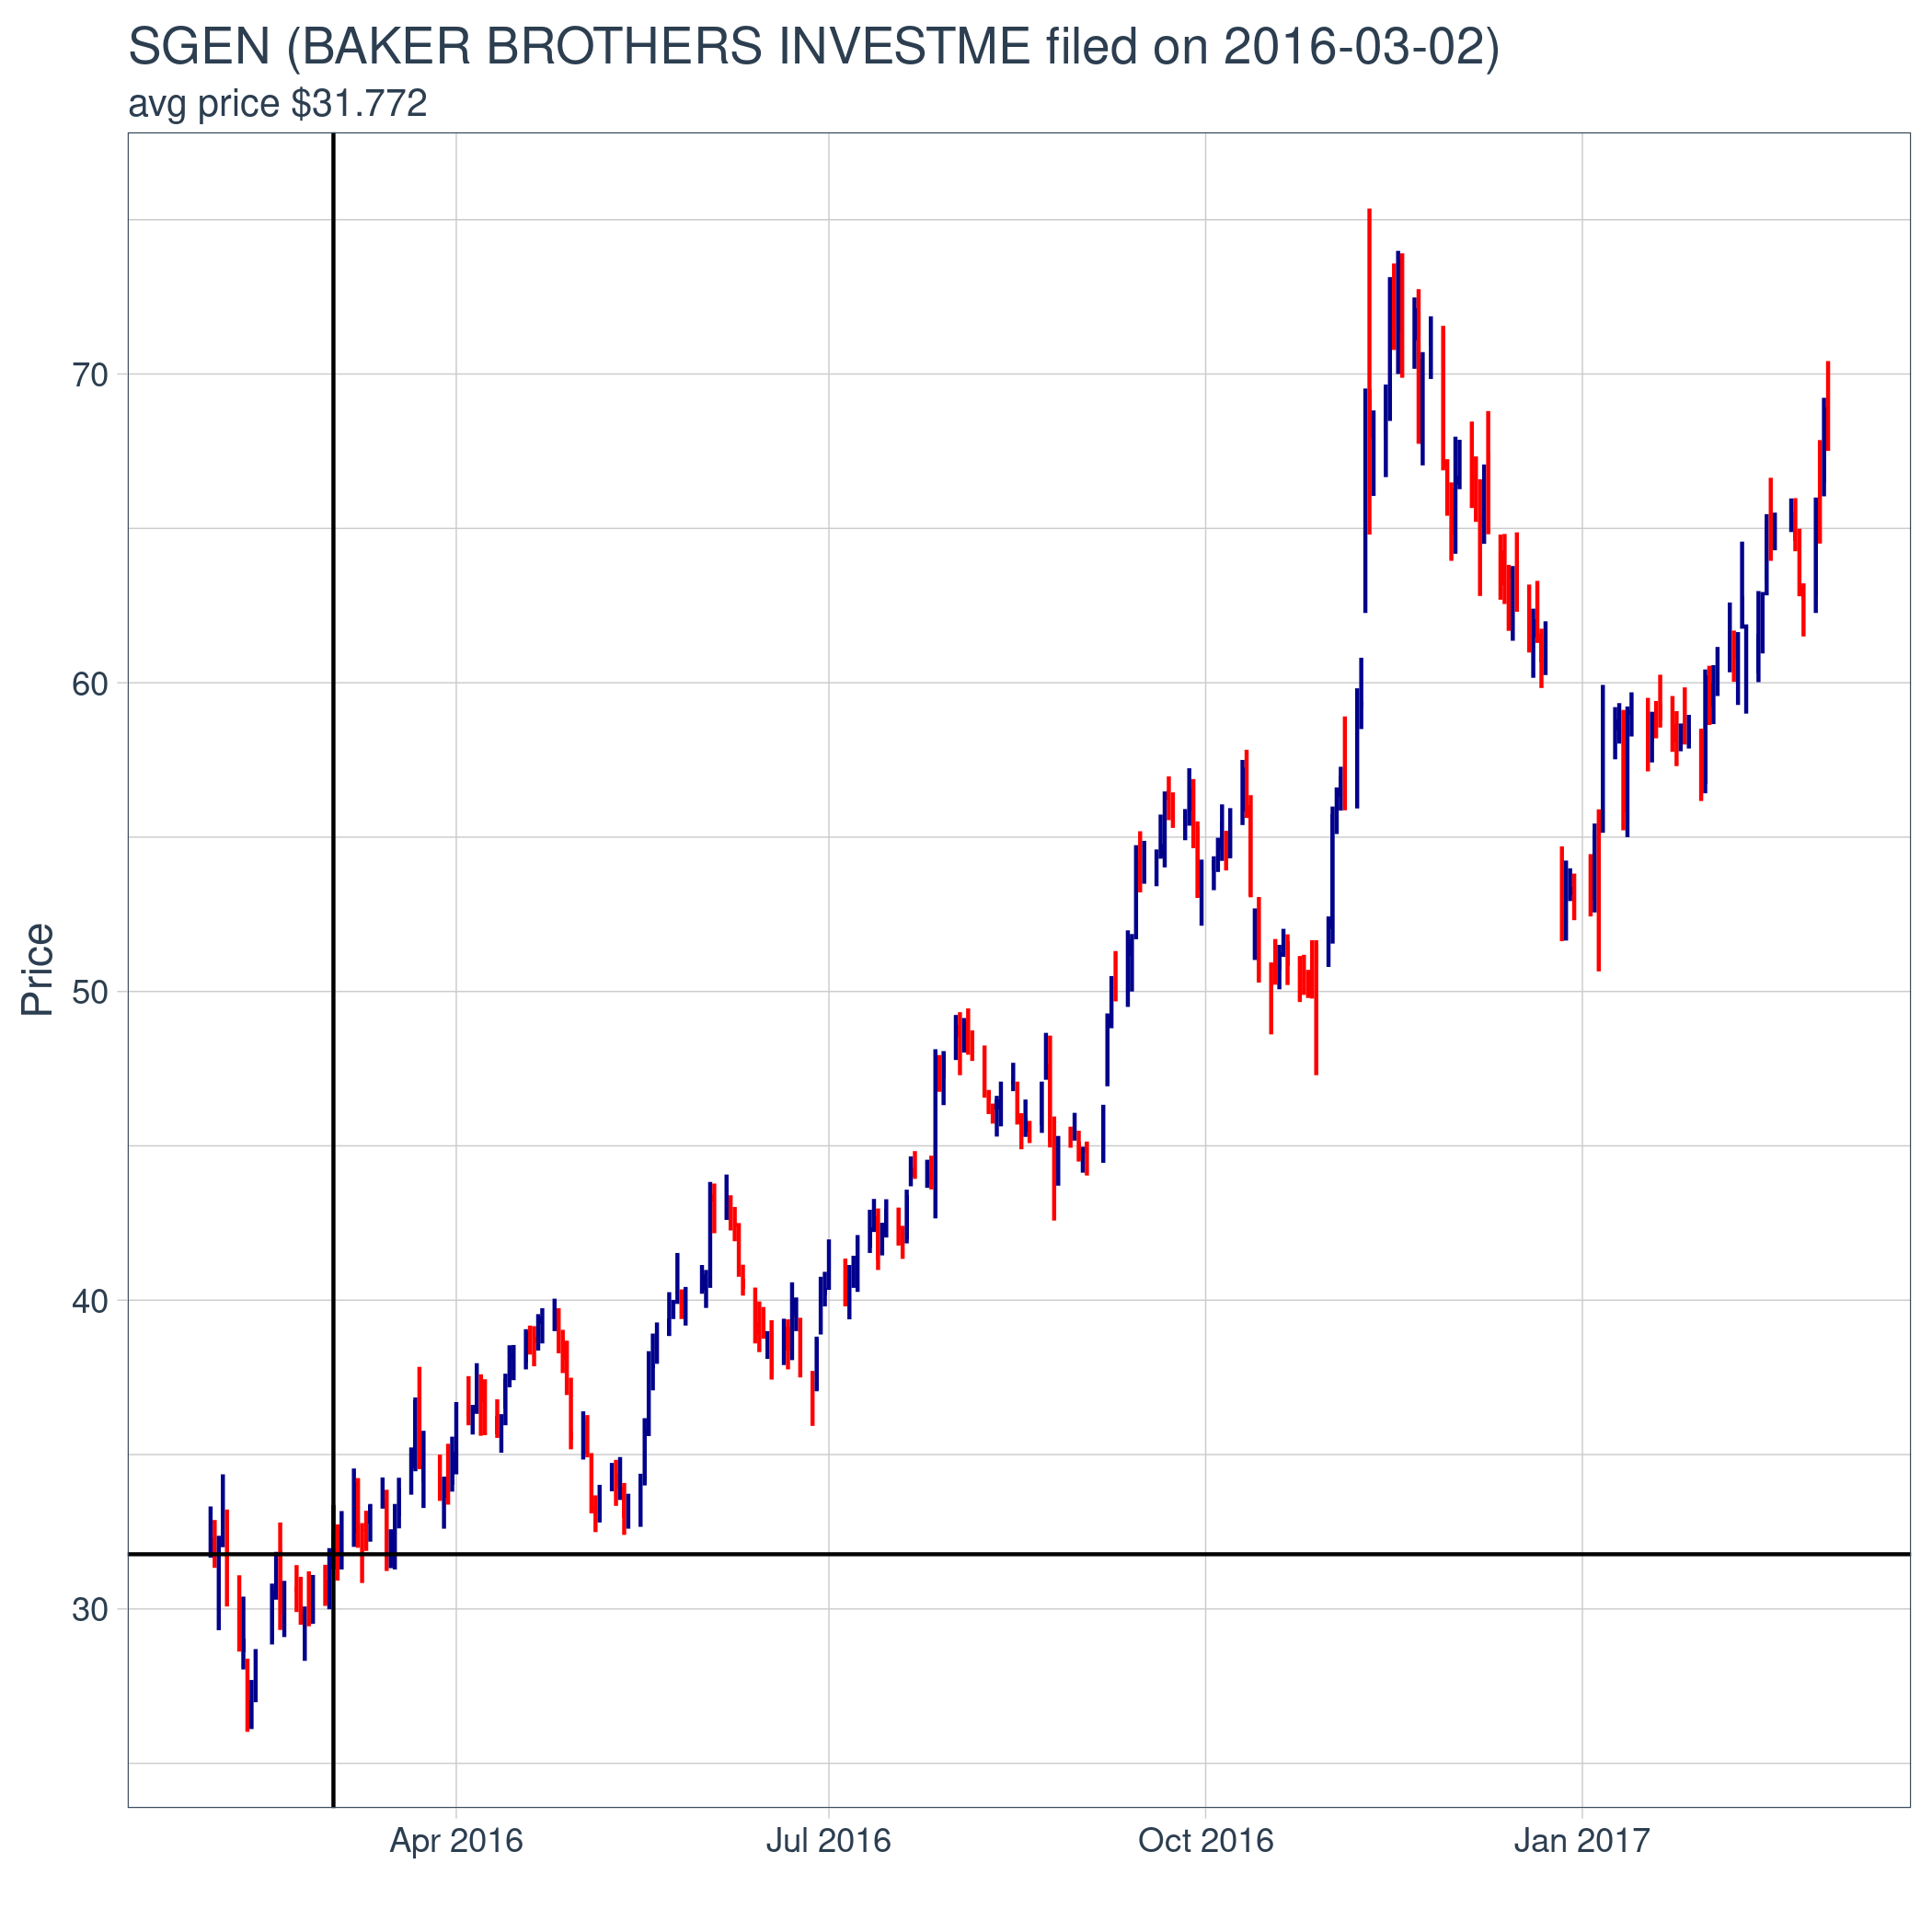 SGEN (BAKER BROTHERS INVESTME filed on 2016-03-02)
avg price $31.772
Price
70
60
50
40
30
Apr 2016
Jul 2016
Oct 2016
Jan 2017